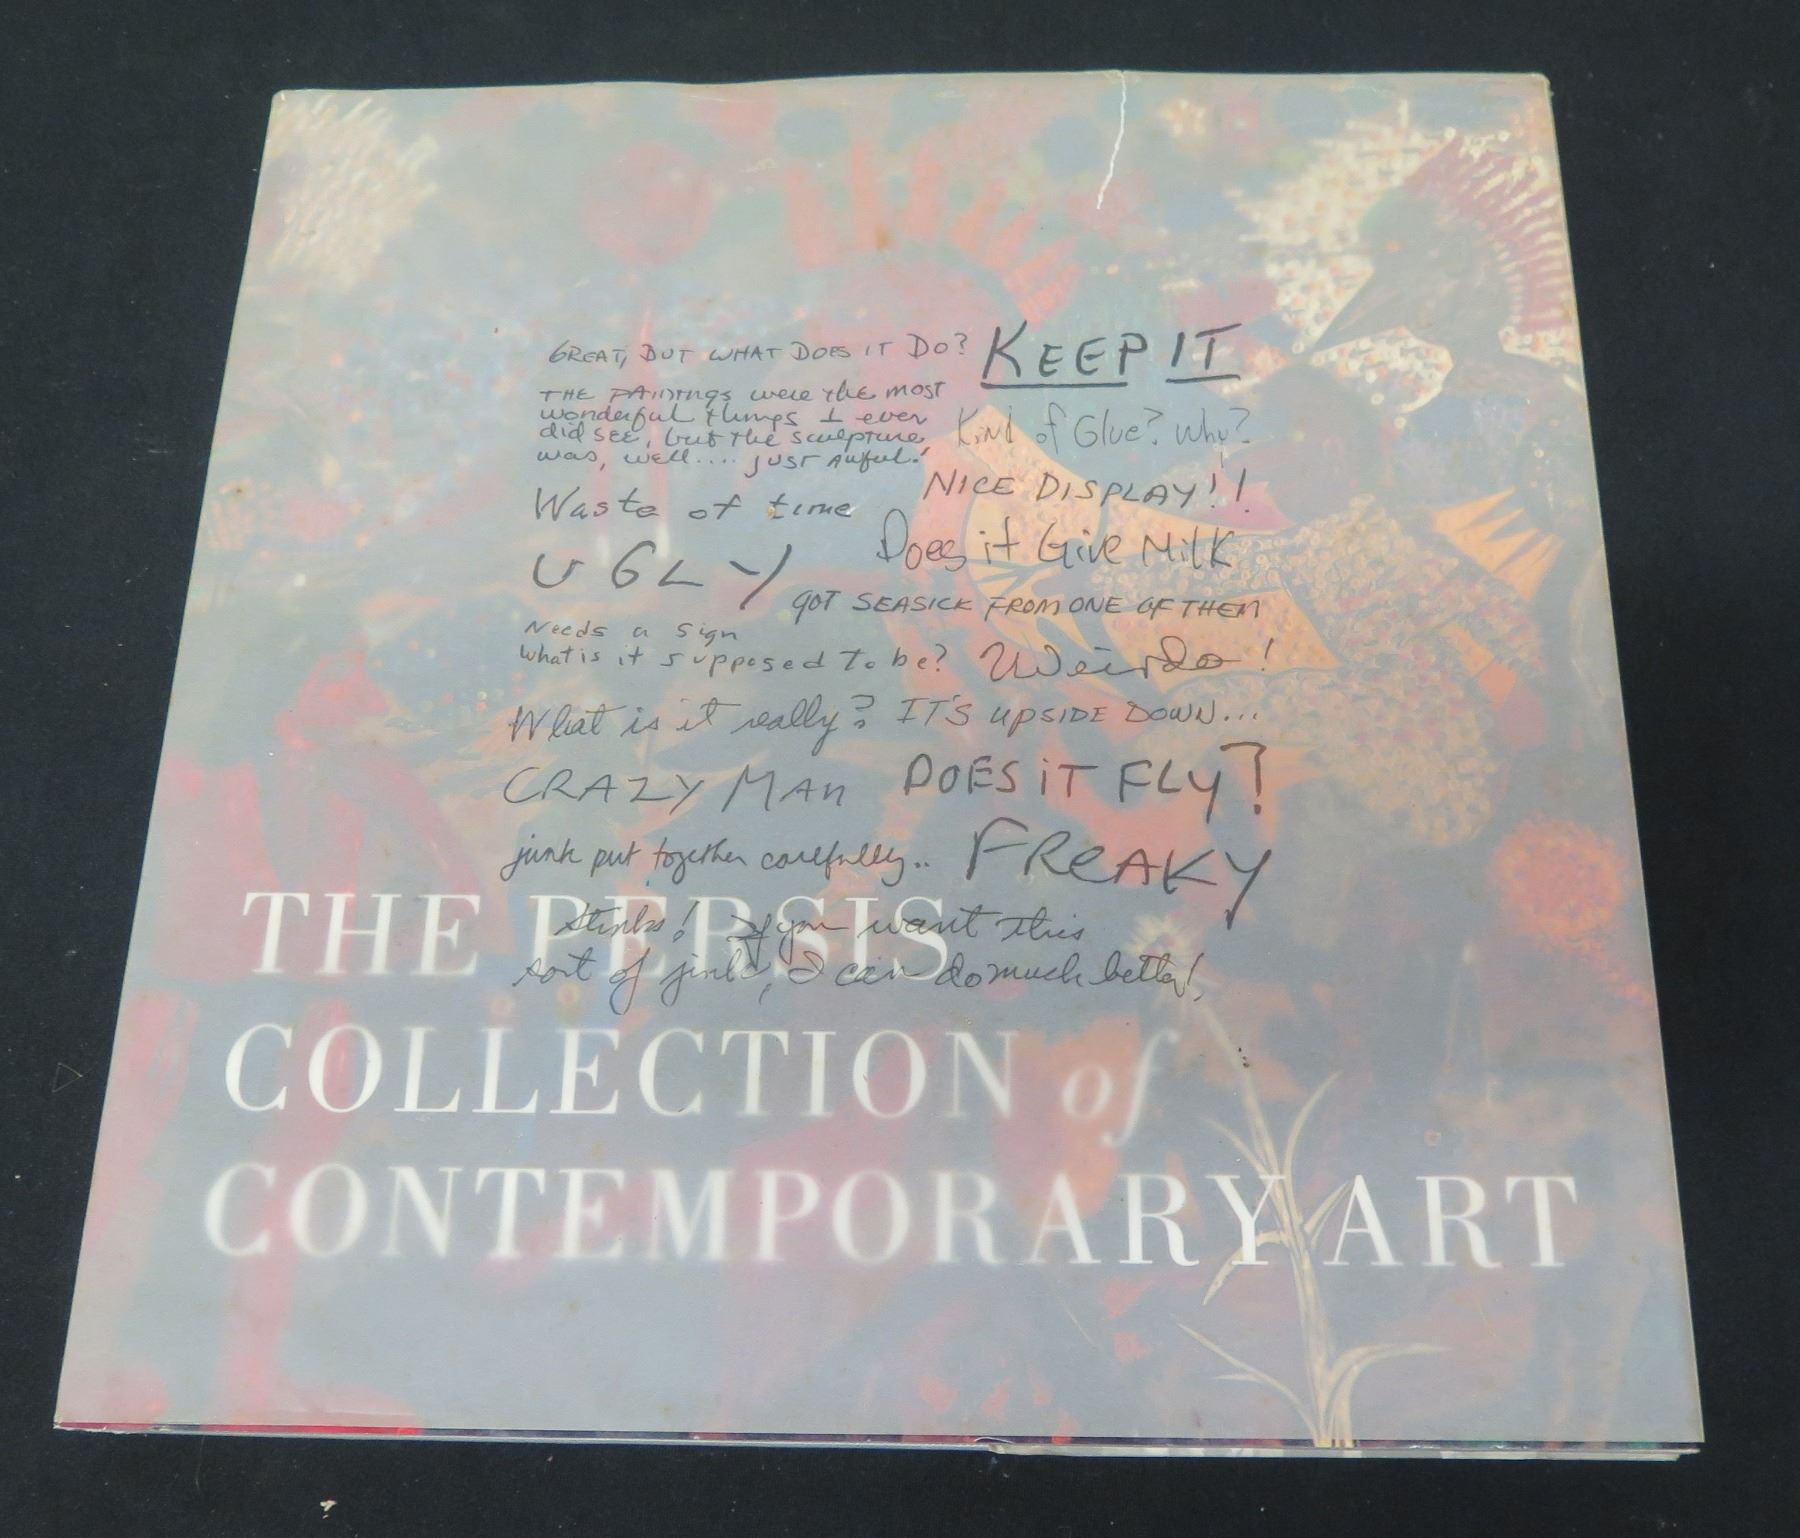 GREAT, BUT WHAT DOES IT DO? KEEP IT
THE PAINTINGS were the most
wonderful things I ever
did see, but the sculpture,
was, well.... JUST AWFUL!
Kind of Glue? Why?
NICE DISPLAY!!
Waste of time
Does it Give Milk
UGLY
GOT SEASICK FROM ONE OF THEM
Needs a sign
What is it supposed to be? Weirdo!
What is it really? IT'S UPSIDE DOWN...
CRAZY MAN DOES IT FLY?
junk put together carefully.. FREAKY
stinks! If you want this
sort of junk, I can do much better!
THE PEPSIS
COLLECTION of
CONTEMPORARY ART